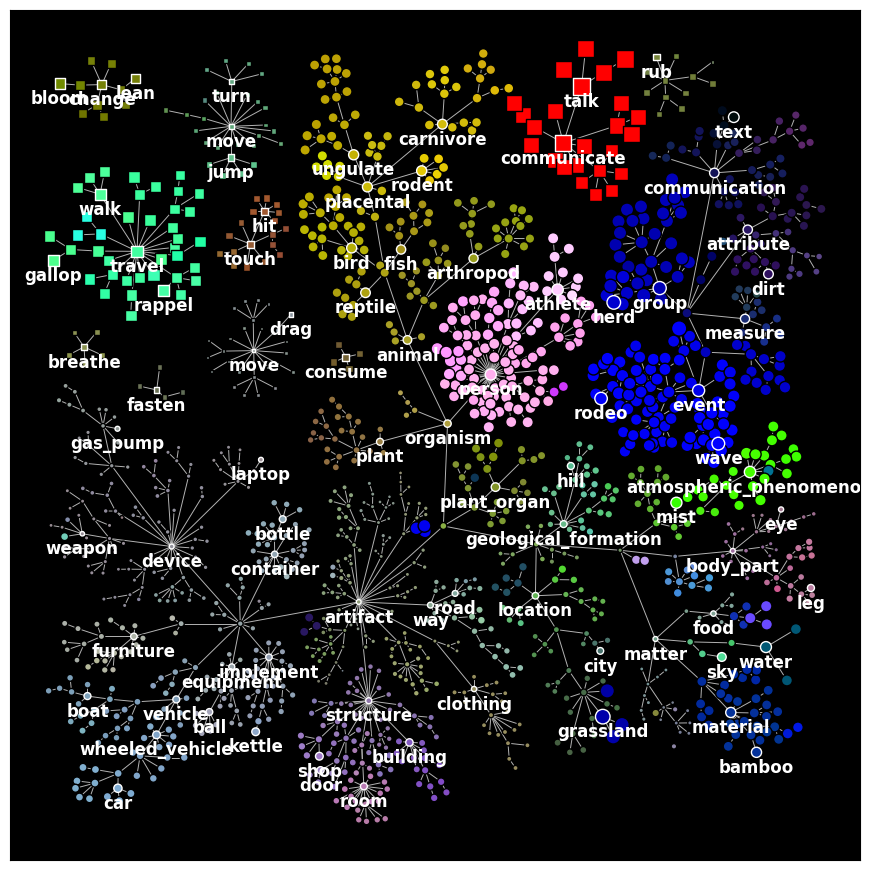 bloom
change
lean
turn
move
jump
walk
travel
gallop
rappel
hit
touch
drag
move
breathe
fasten
consume
ungulate
carnivore
rodent
placental
bird
fish
arthropod
reptile
animal
talk
communicate
rub
text
communication
attribute
dirt
athlete
herd
group
measure
person
rodeo
event
wave
organism
plant
plant_organ
hill
atmospheric_phenomeno
mist
gas_pump
laptop
weapon
device
bottle
container
geological_formation
eye
body_part
leg
artifact
way
road
location
food
furniture
implement
equipment
city
matter
sky
water
boat
vehicle
ball
structure
clothing
grassland
material
wheeled_vehicle
kettle
shop
door
building
bamboo
car
room